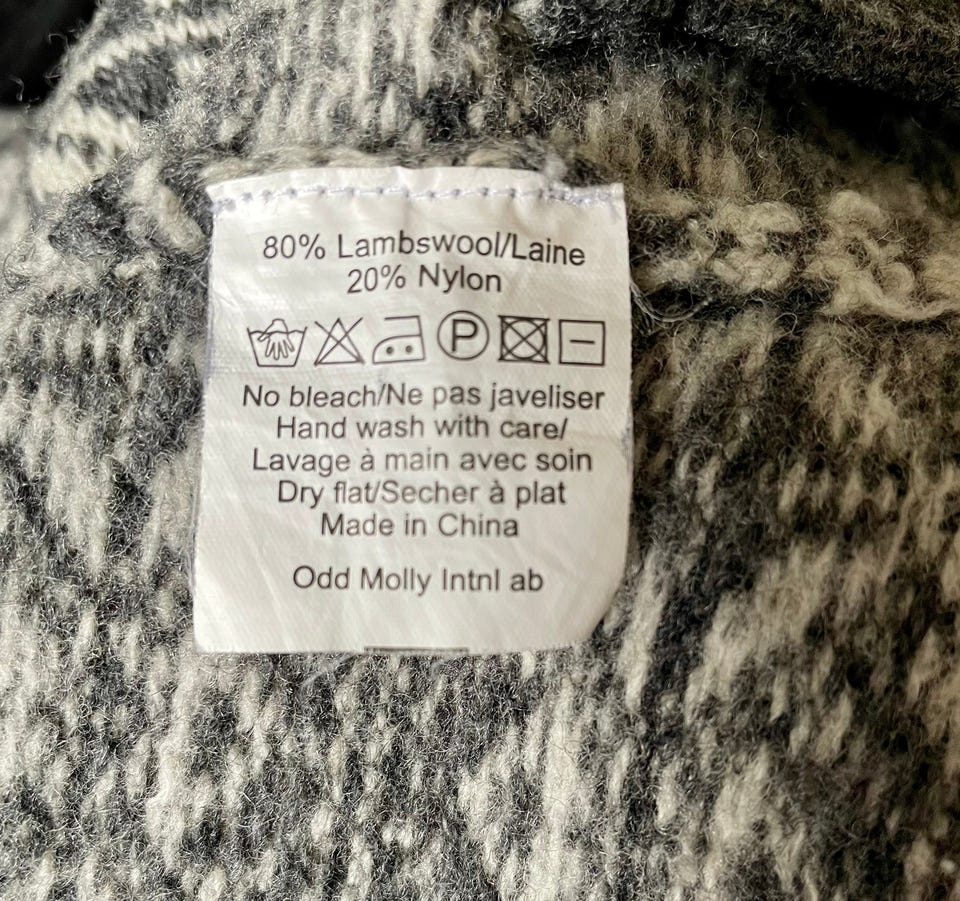 80% Lambswool/Laine
20% Nylon
P
No bleach/Ne pas javeliser
Hand wash with care/
Lavage à main avec soin
Dry flat/Secher à plat
Made in China
Odd Molly Intnl ab